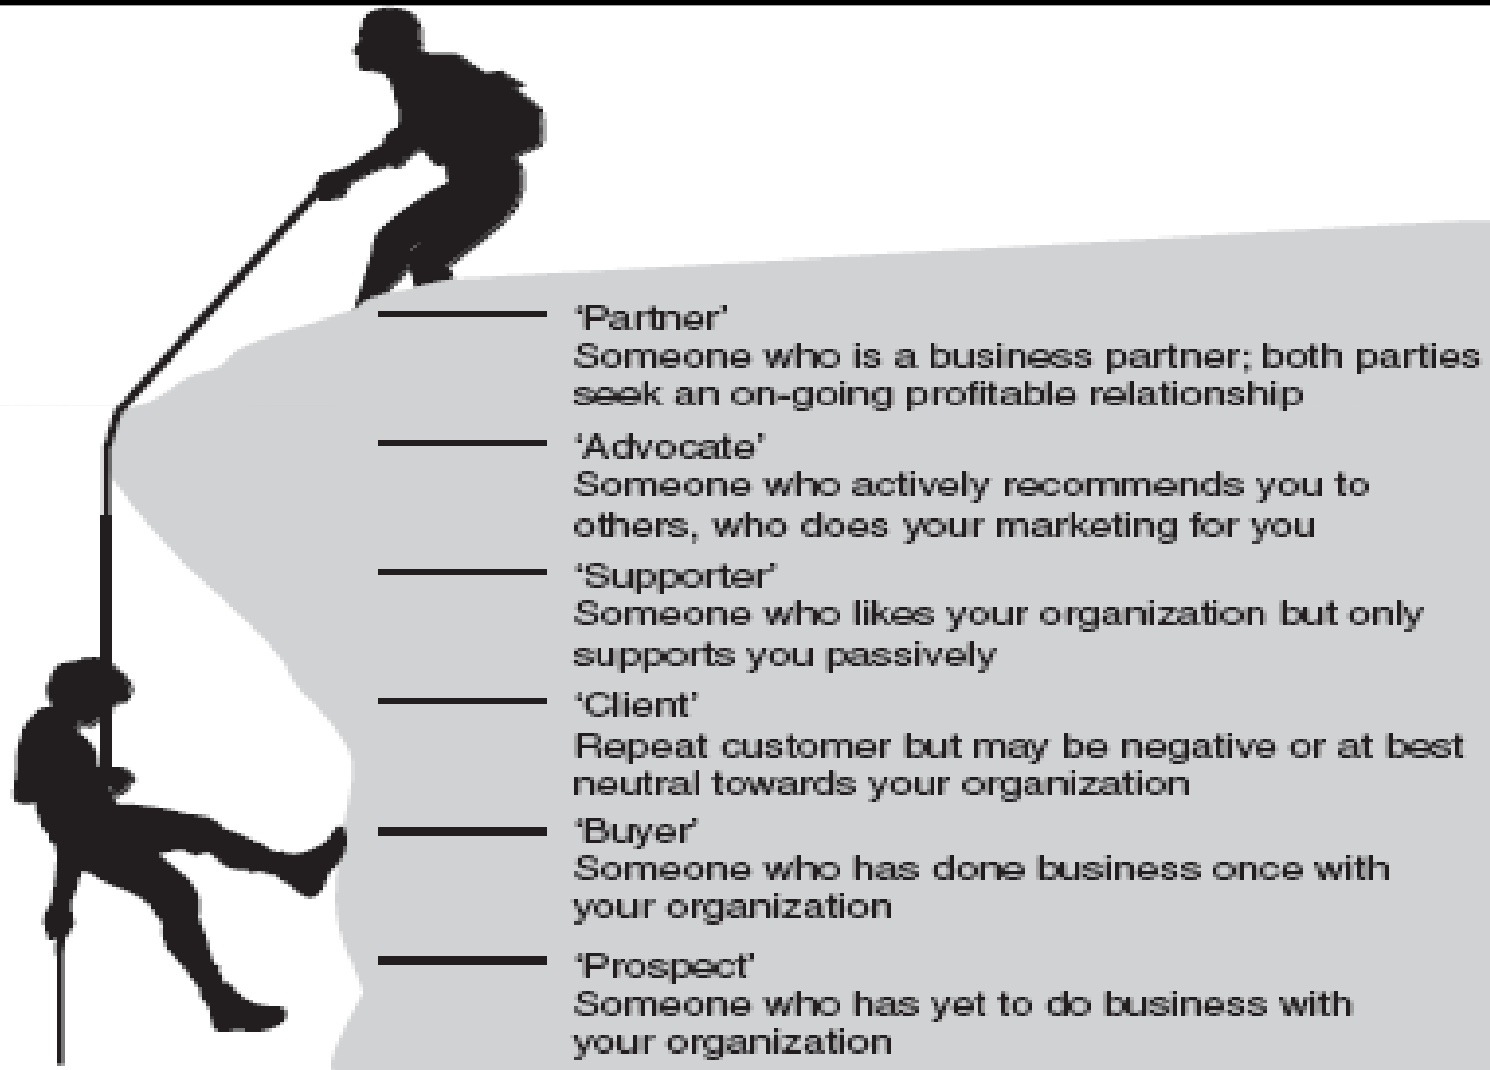 ‘Partner’
Someone who is a business partner; both parties
seek an on-going profitable relationship
‘Advocate’
Someone who actively recommends you to
others, who does your marketing for you
‘Supporter’
Someone who likes your organization but only
supports you passively
‘Client’
Repeat customer but may be negative or at best
neutral towards your organization
‘Buyer’
Someone who has done business once with
your organization
‘Prospect’
Someone who has yet to do business with
your organization